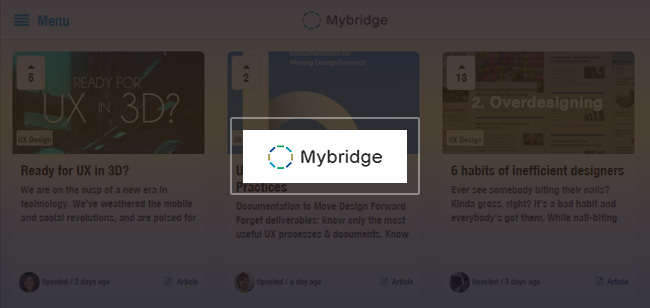 Menu
Mybridge
5
READY FOR
UX IN 3D?
UX Design
2
Documentation for
Moving Design Forward
13
2. Overdesigning
UX Design
Mybridge
Ready for UX in 3D?
We are on the cusp of a new era in
technology. We've weathered the mobile
and social revolutions, and are poised for
Upvoted / 2 days ago
Article
U
Practices
Documentation to Move Design Forward
Forget deliverables: know only the most
useful UX processes & documents. Know
Upvoted / a day ago
Article
6 habits of inefficient designers
Ever see somebody biting their nails?
Kinda gross, right? It's a bad habit and
everybody's got them. While nail-biting
Upvoted / 3 days ago
Article